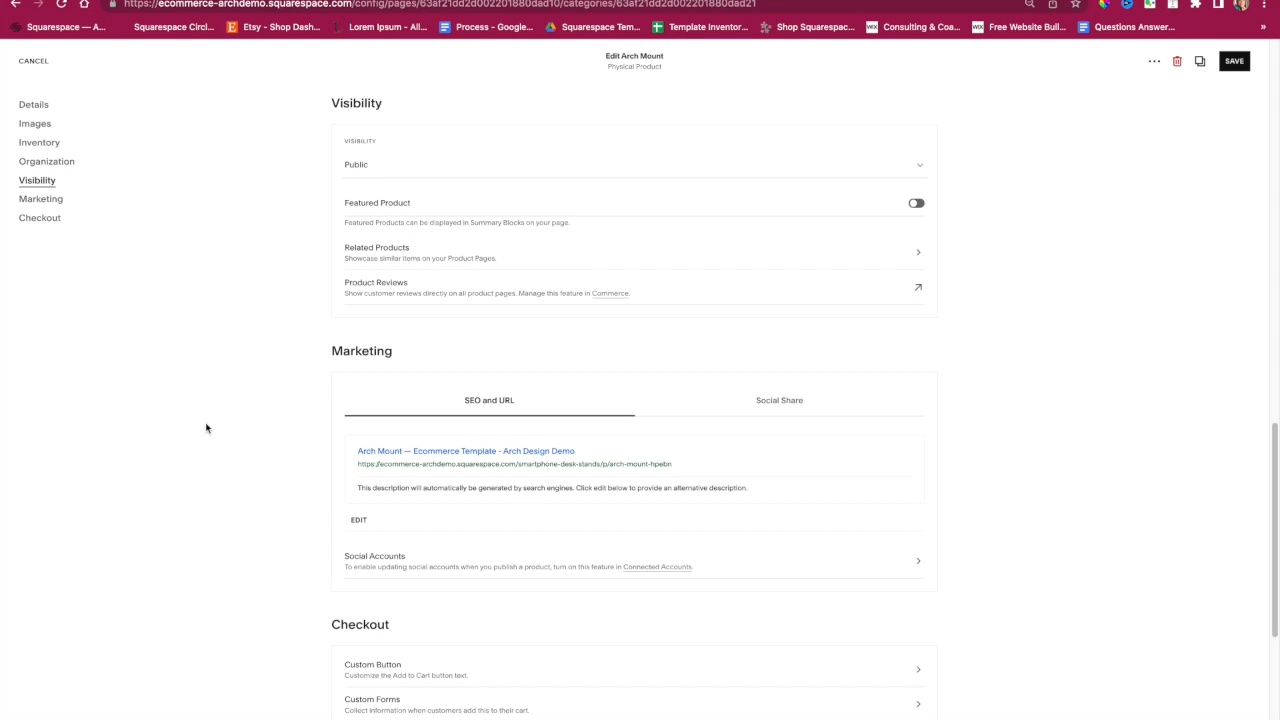 https://ecommerce-archdemo.squarespace.com/config/pages/63af21dd2d002201880dad10/categories/63af21dd2d002201880dad21
Squarespace — A...
Squarespace Circl...
Etsy - Shop Dash...
Lorem Ipsum - All...
Process - Google...
Squarespace Tem...
Template Inventor...
Shop Squarespac...
Consulting & Coa...
Free Website Buil...
Questions Answer...
»
CANCEL
Edit Arch Mount
Physical Product
SAVE
Details
Images
Inventory
Organization
Visibility
Marketing
Checkout
Visibility
VISIBILITY
Public
Featured Product
Featured Products can be displayed in Summary Blocks on your page.
Related Products
Showcase similar items on your Product Pages.
Product Reviews
Show customer reviews directly on all product pages. Manage this feature in Commerce.
Marketing
SEO and URL
Social Share
Arch Mount — Ecommerce Template - Arch Design Demo
https://ecommerce-archdemo.squarespace.com/smartphone-desk-stands/p/arch-mount-hpebn
This description will automatically be generated by search engines. Click edit below to provide an alternative description.
EDIT
Social Accounts
To enable updating social accounts when you publish a product, turn on this feature in Connected Accounts.
Checkout
Custom Button
Customize the Add to Cart button text.
Custom Forms
Collect information when customers add this to their cart.